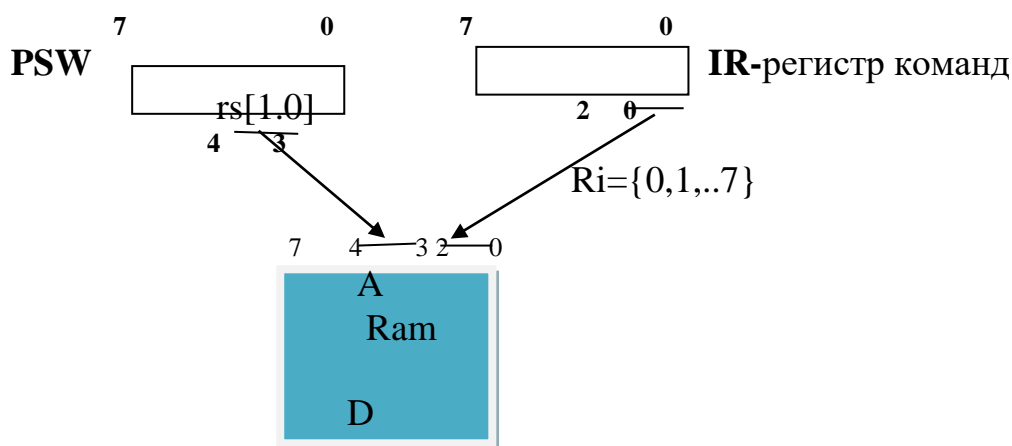 7 0 7 0
PSW IR-регистр команд
rs[1.0] 2 0
4 3
Ri={0,1,..7}
7 4 3 2 0
A
Ram
D